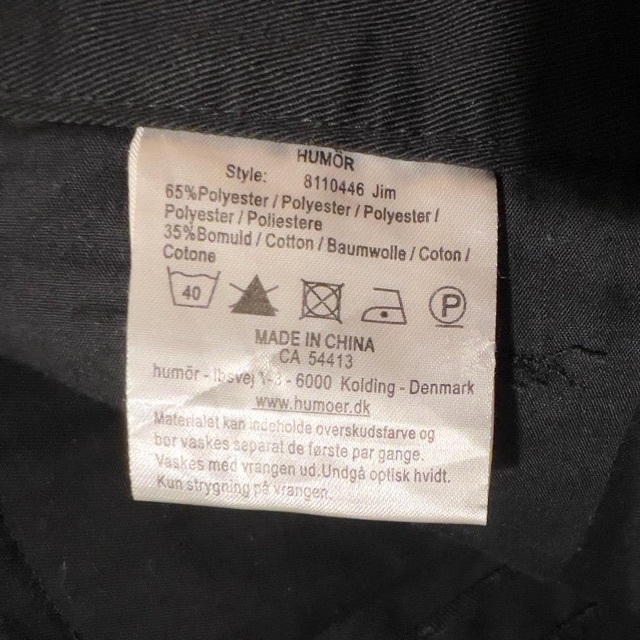 HUMÖR
Style: 8110446 Jim
65%Polyester / Polyester / Polyester /
Polyester / Poliestere
35%Bomuld / Cotton / Baumwolle / Coton /
Cotone
40
P
MADE IN CHINA
CA 54413
humör - Ibsvej - 6000 Kolding - Denmark
www.humoer.dk
Materialet kan indeholde overskudsfarve og
bør vaskes separat de første par gange.
Vaskes med vrangen ud. Undgå optisk hvidt.
Kun strygning på vrangen.